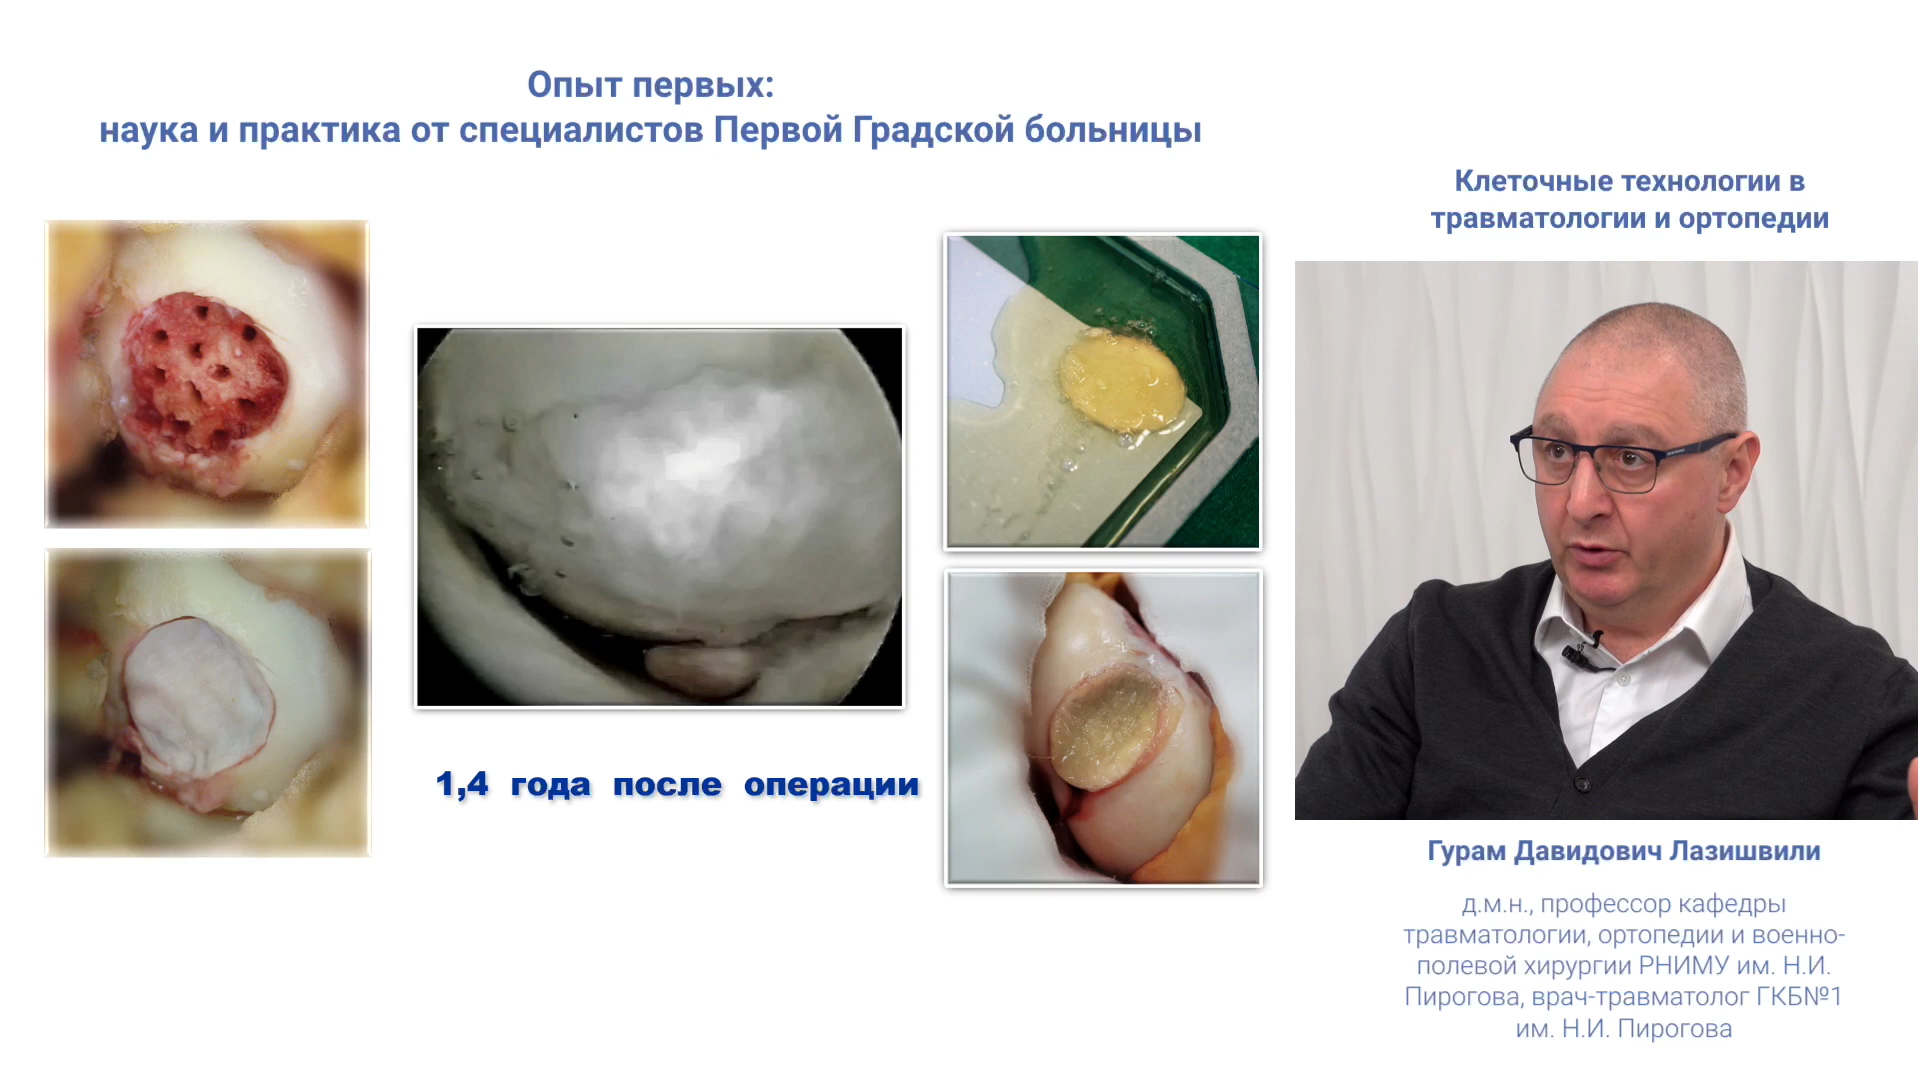 Опыт первых:
наука и практика от специалистов Первой Градской больницы
Клеточные технологии в
травматологии и ортопедии
1,4 года после операции
Гурам Давидович Лазишвили
д.м.н., профессор кафедры
травматологии, ортопедии и военно-
полевой хирургии РНИМУ им. Н.И.
Пирогова, врач-травматолог ГКБ№1
им. Н.И. Пирогова